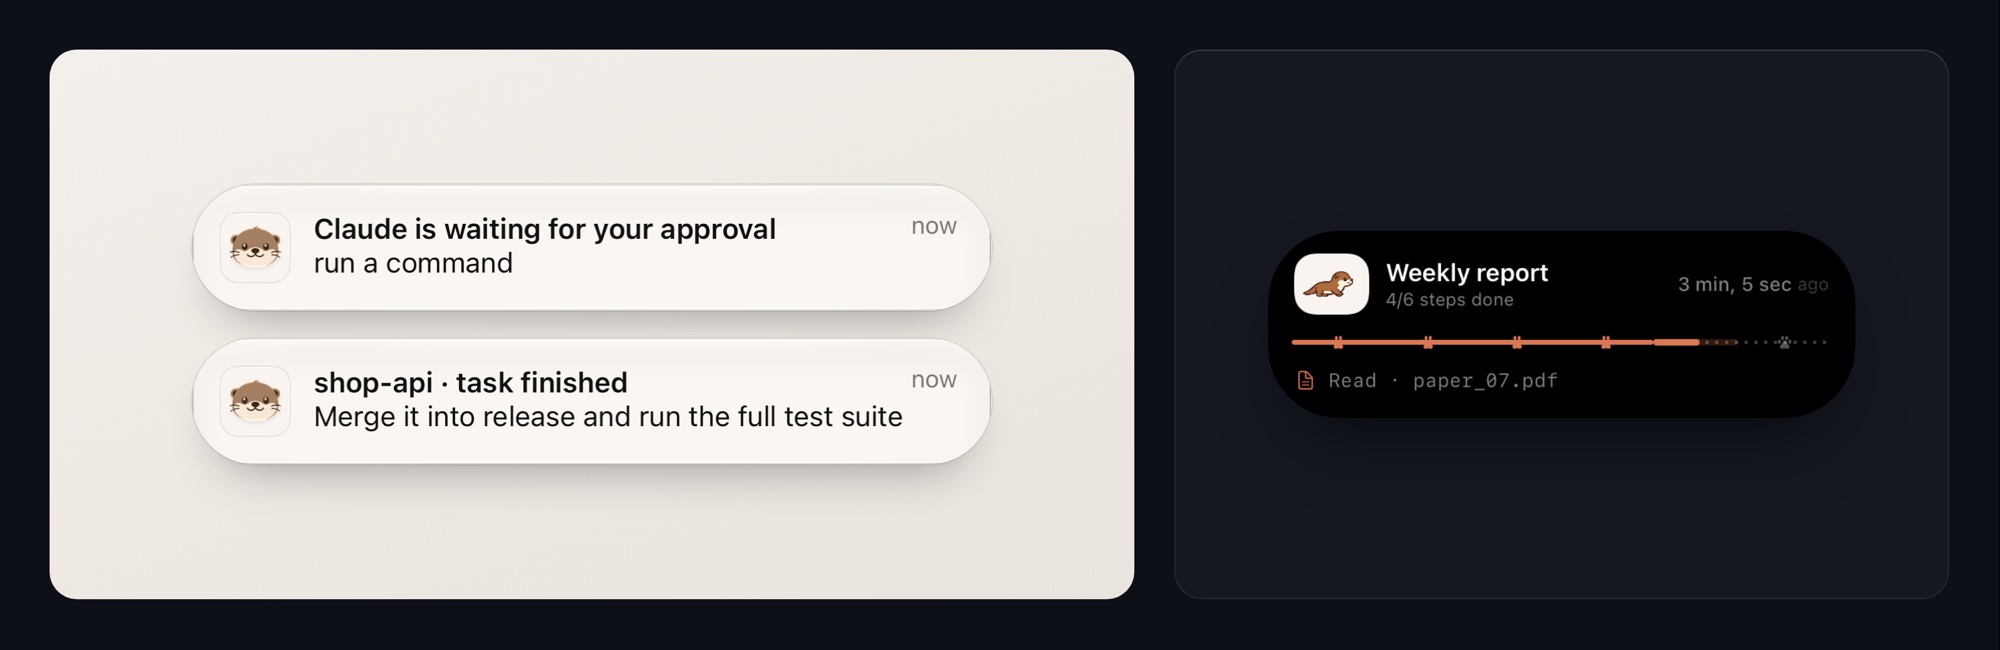 Claude is waiting for your approval
now
run a command
shop-api · task finished
now
Merge it into release and run the full test suite
Weekly report
4/6 steps done
3 min, 5 sec ago
Read · paper_07.pdf